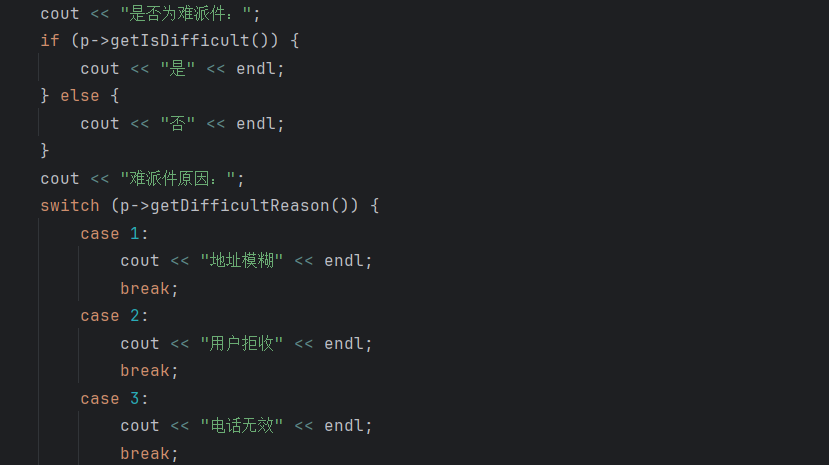 cout << "是否为难派件：";
if (p->getIsDifficult()) {
    cout << "是" << endl;
} else {
    cout << "否" << endl;
}
cout << "难派件原因：";
switch (p->getDifficultReason()) {
    case 1:
        cout << "地址模糊" << endl;
        break;
    case 2:
        cout << "用户拒收" << endl;
        break;
    case 3:
        cout << "电话无效" << endl;
        break;